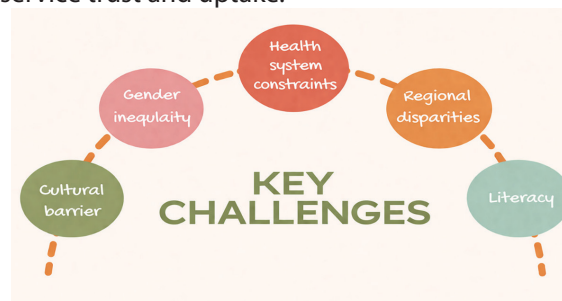 service trust and uptake.
Health
system
constraints
Gender
inequlaity
Regional
disparities
Cultural
barrier
KEY
CHALLENGES
Literacy